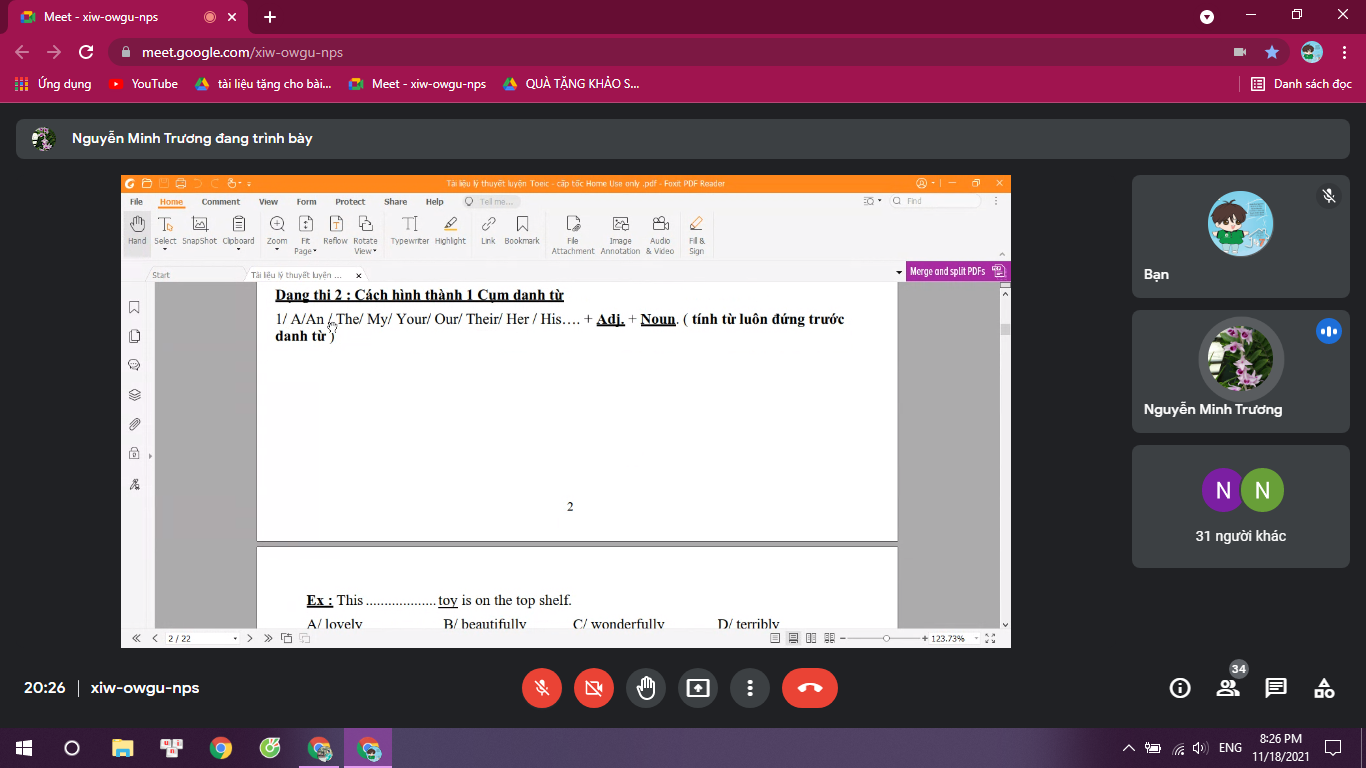 Meet - xiw-owgu-nps
meet.google.com/xiw-owgu-nps
Ứng dụng
YouTube
tài liệu tặng cho bài...
Meet - xiw-owgu-nps
QUÀ TẶNG KHẢO S...
Danh sách đọc
Nguyễn Minh Trương đang trình bày
Tài liệu lý thuyết luyện Toeic - cấp tốc Home Use only .pdf - Foxit PDF Reader
File Home Comment View Form Protect Share Help Tell me... Find
Hand Select SnapShot Clipboard Zoom Fit Page Reflow Rotate View Typewriter Highlight Link Bookmark File Attachment Image Annotation Audio & Video Fill & Sign
Start
Tài liệu lý thuyết luyện ...
Merge and split PDFs
Dạng thi 2 : Cách hình thành 1 Cụm danh từ
1/ A/An / The/ My/ Your/ Our/ Their/ Her / His…. + Adj. + Noun. ( tính từ luôn đứng trước
danh từ )
2
Ex : This ................... toy is on the top shelf.
A/ lovely B/ beautifully C/ wonderfully D/ terribly
2 / 22
123.73%
Bạn
Nguyễn Minh Trương
N N
31 người khác
20:26 xiw-owgu-nps
34
ENG
8:26 PM
11/18/2021